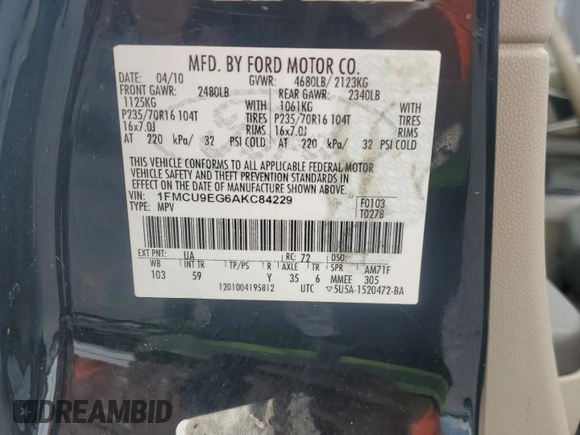 MFD. BY FORD MOTOR CO.
DATE: 04/10 GVWR: 4680LB/ 2123KG
FRONT GAWR: 2480LB REAR GAWR: 2340LB
1125KG WITH 1061KG WITH
P235/70R16 104T TIRES P235/70R16 104T TIRES
16x7.0J RIMS 16x7.0J RIMS
AT 220 kPa/ 32 PSI COLD AT 220 kPa/ 32 PSI COLD
THIS VEHICLE CONFORMS TO ALL APPLICABLE FEDERAL MOTOR
VEHICLE SAFETY AND THEFT PREVENTION STANDARDS IN
EFFECT ON THE DATE OF MANUFACTURE SHOWN ABOVE.
VIN: 1FMCU9EG6AKC84229 F0103
TYPE: MPV T0278
EXT PNT: UA RC: 72 AM71F
WB INT TR TP/PS R AXLE TR SPR
103 59 Y 35 6 MMEE 305
1201004195812 UTC ▽5U5A-1520472-BA
DREAMBID